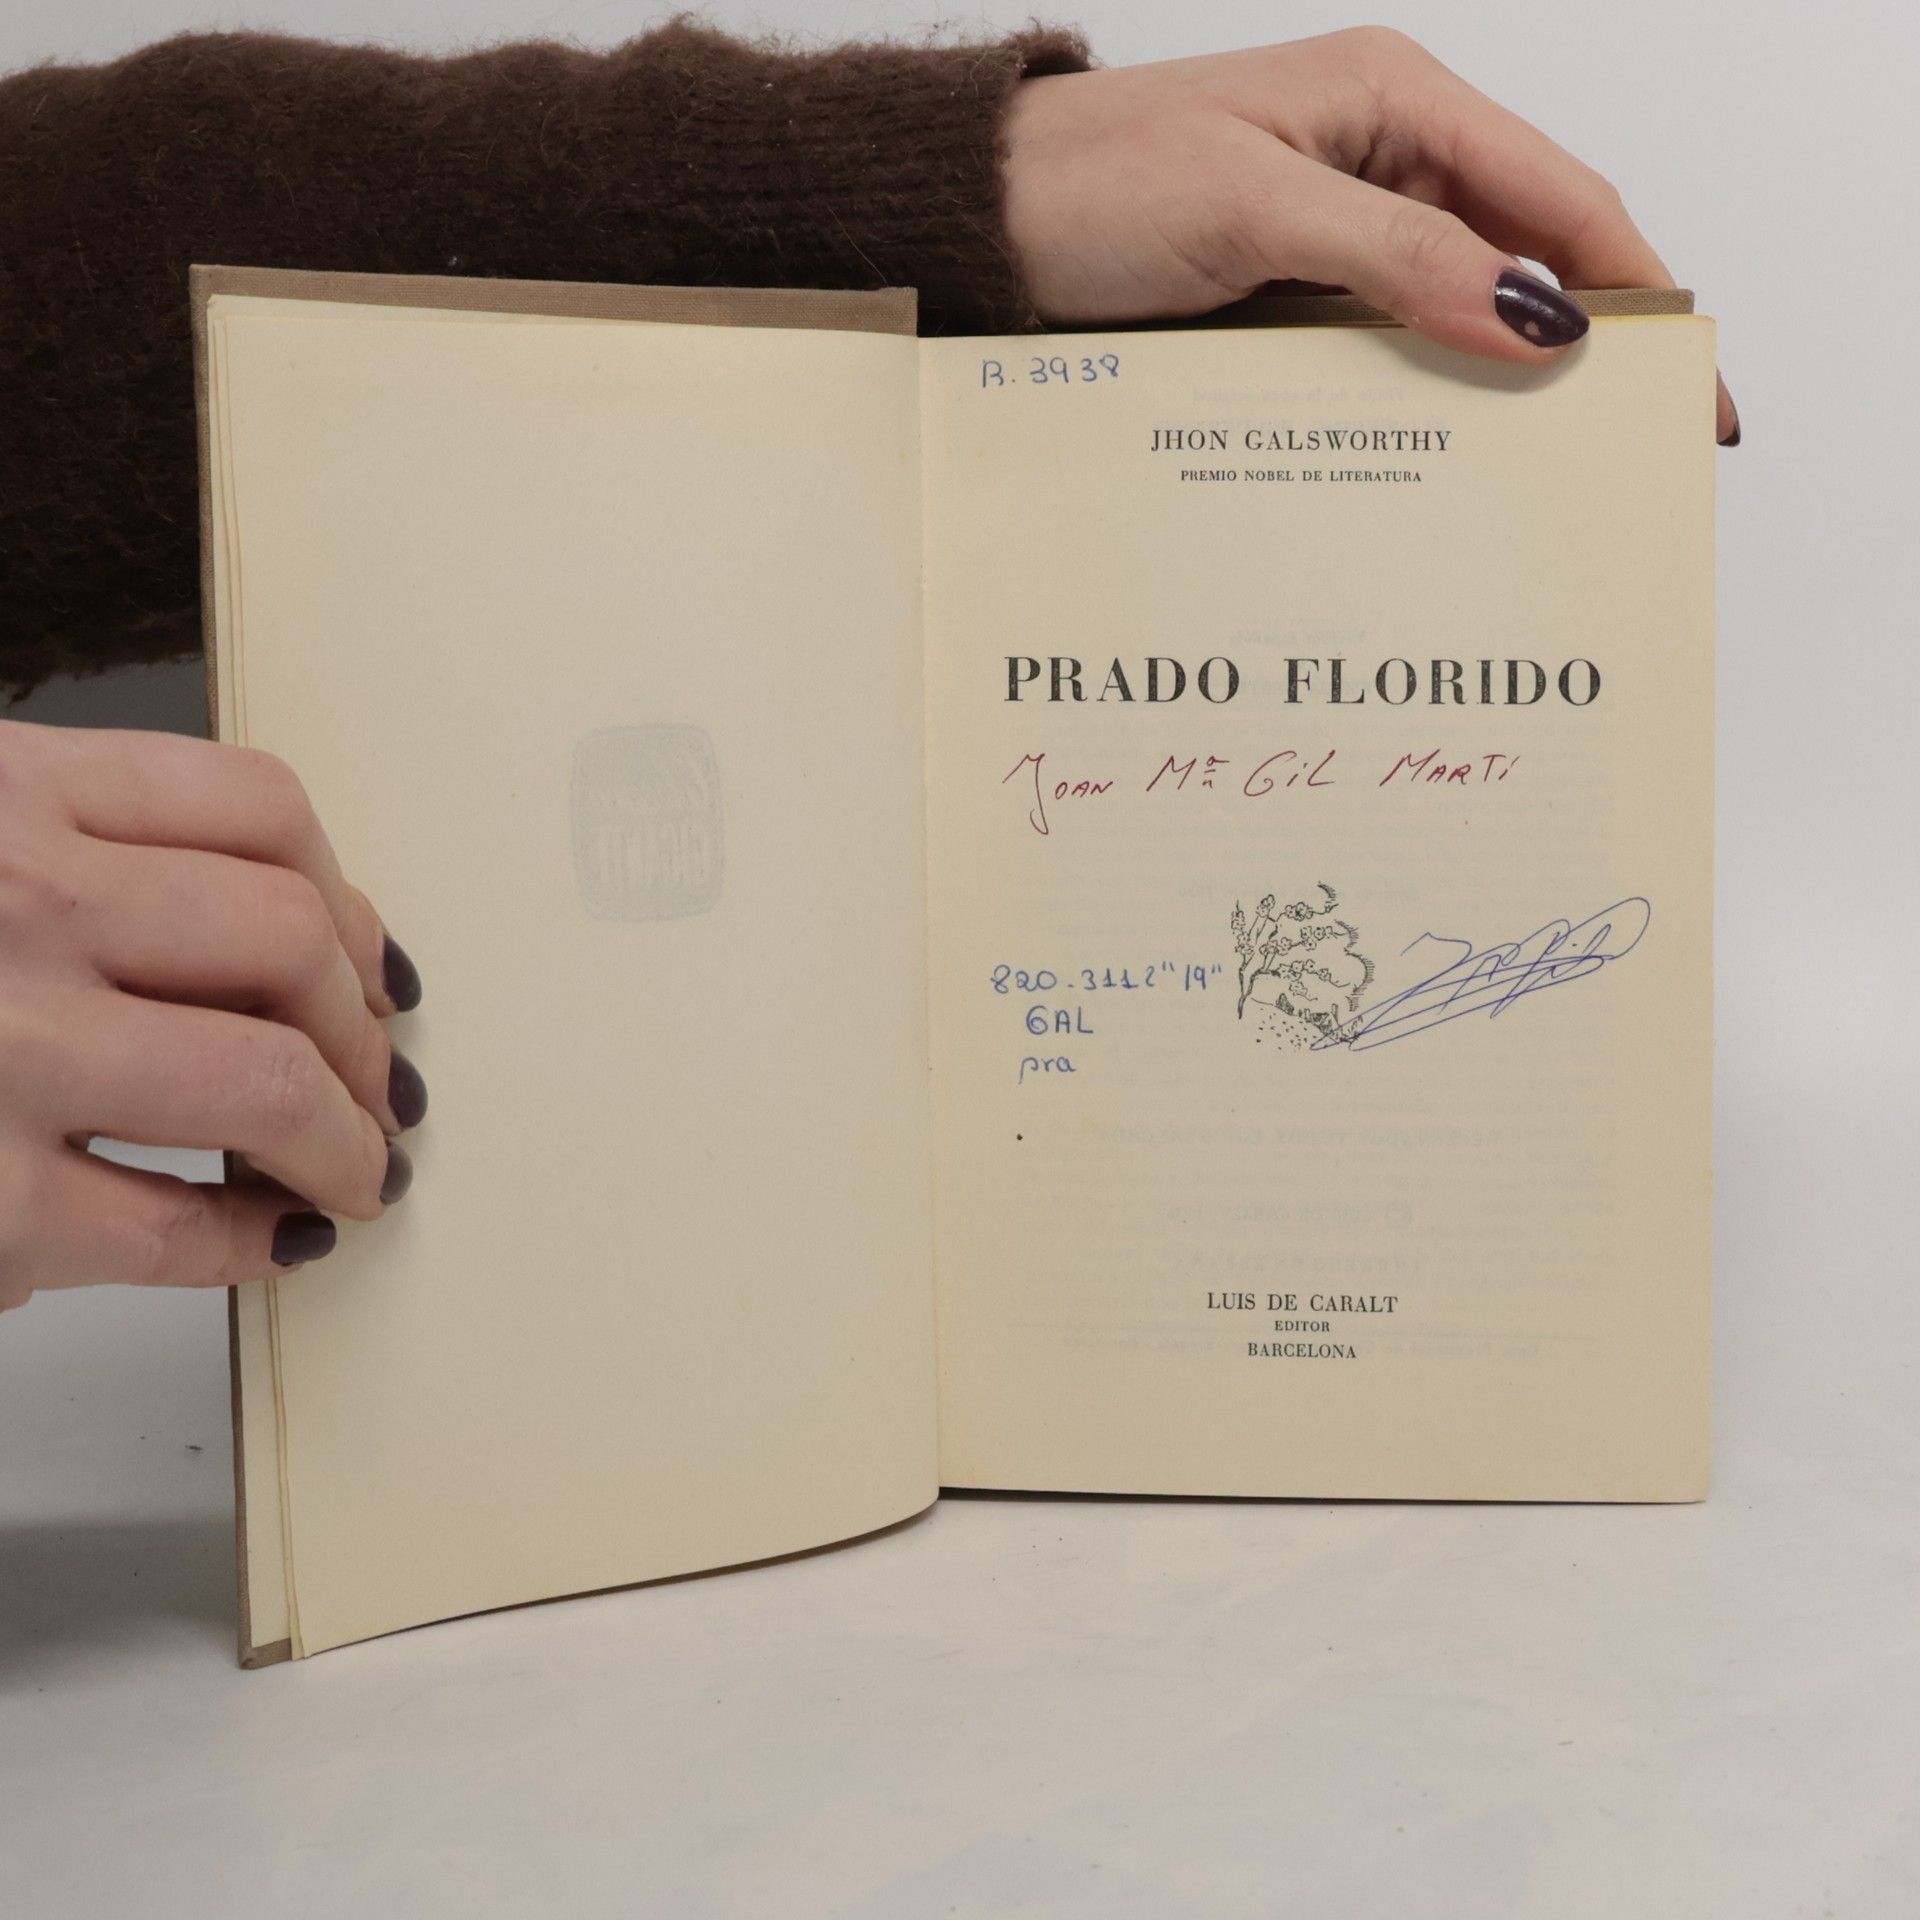 R. 3938
JHON GALSWORTHY
PREMIO NOBEL DE LITERATURA
PRADO FLORIDO
Joan Mª Gil Martí
820-3112"19"
GAL
pra
LUIS DE CARALT
EDITOR
BARCELONA